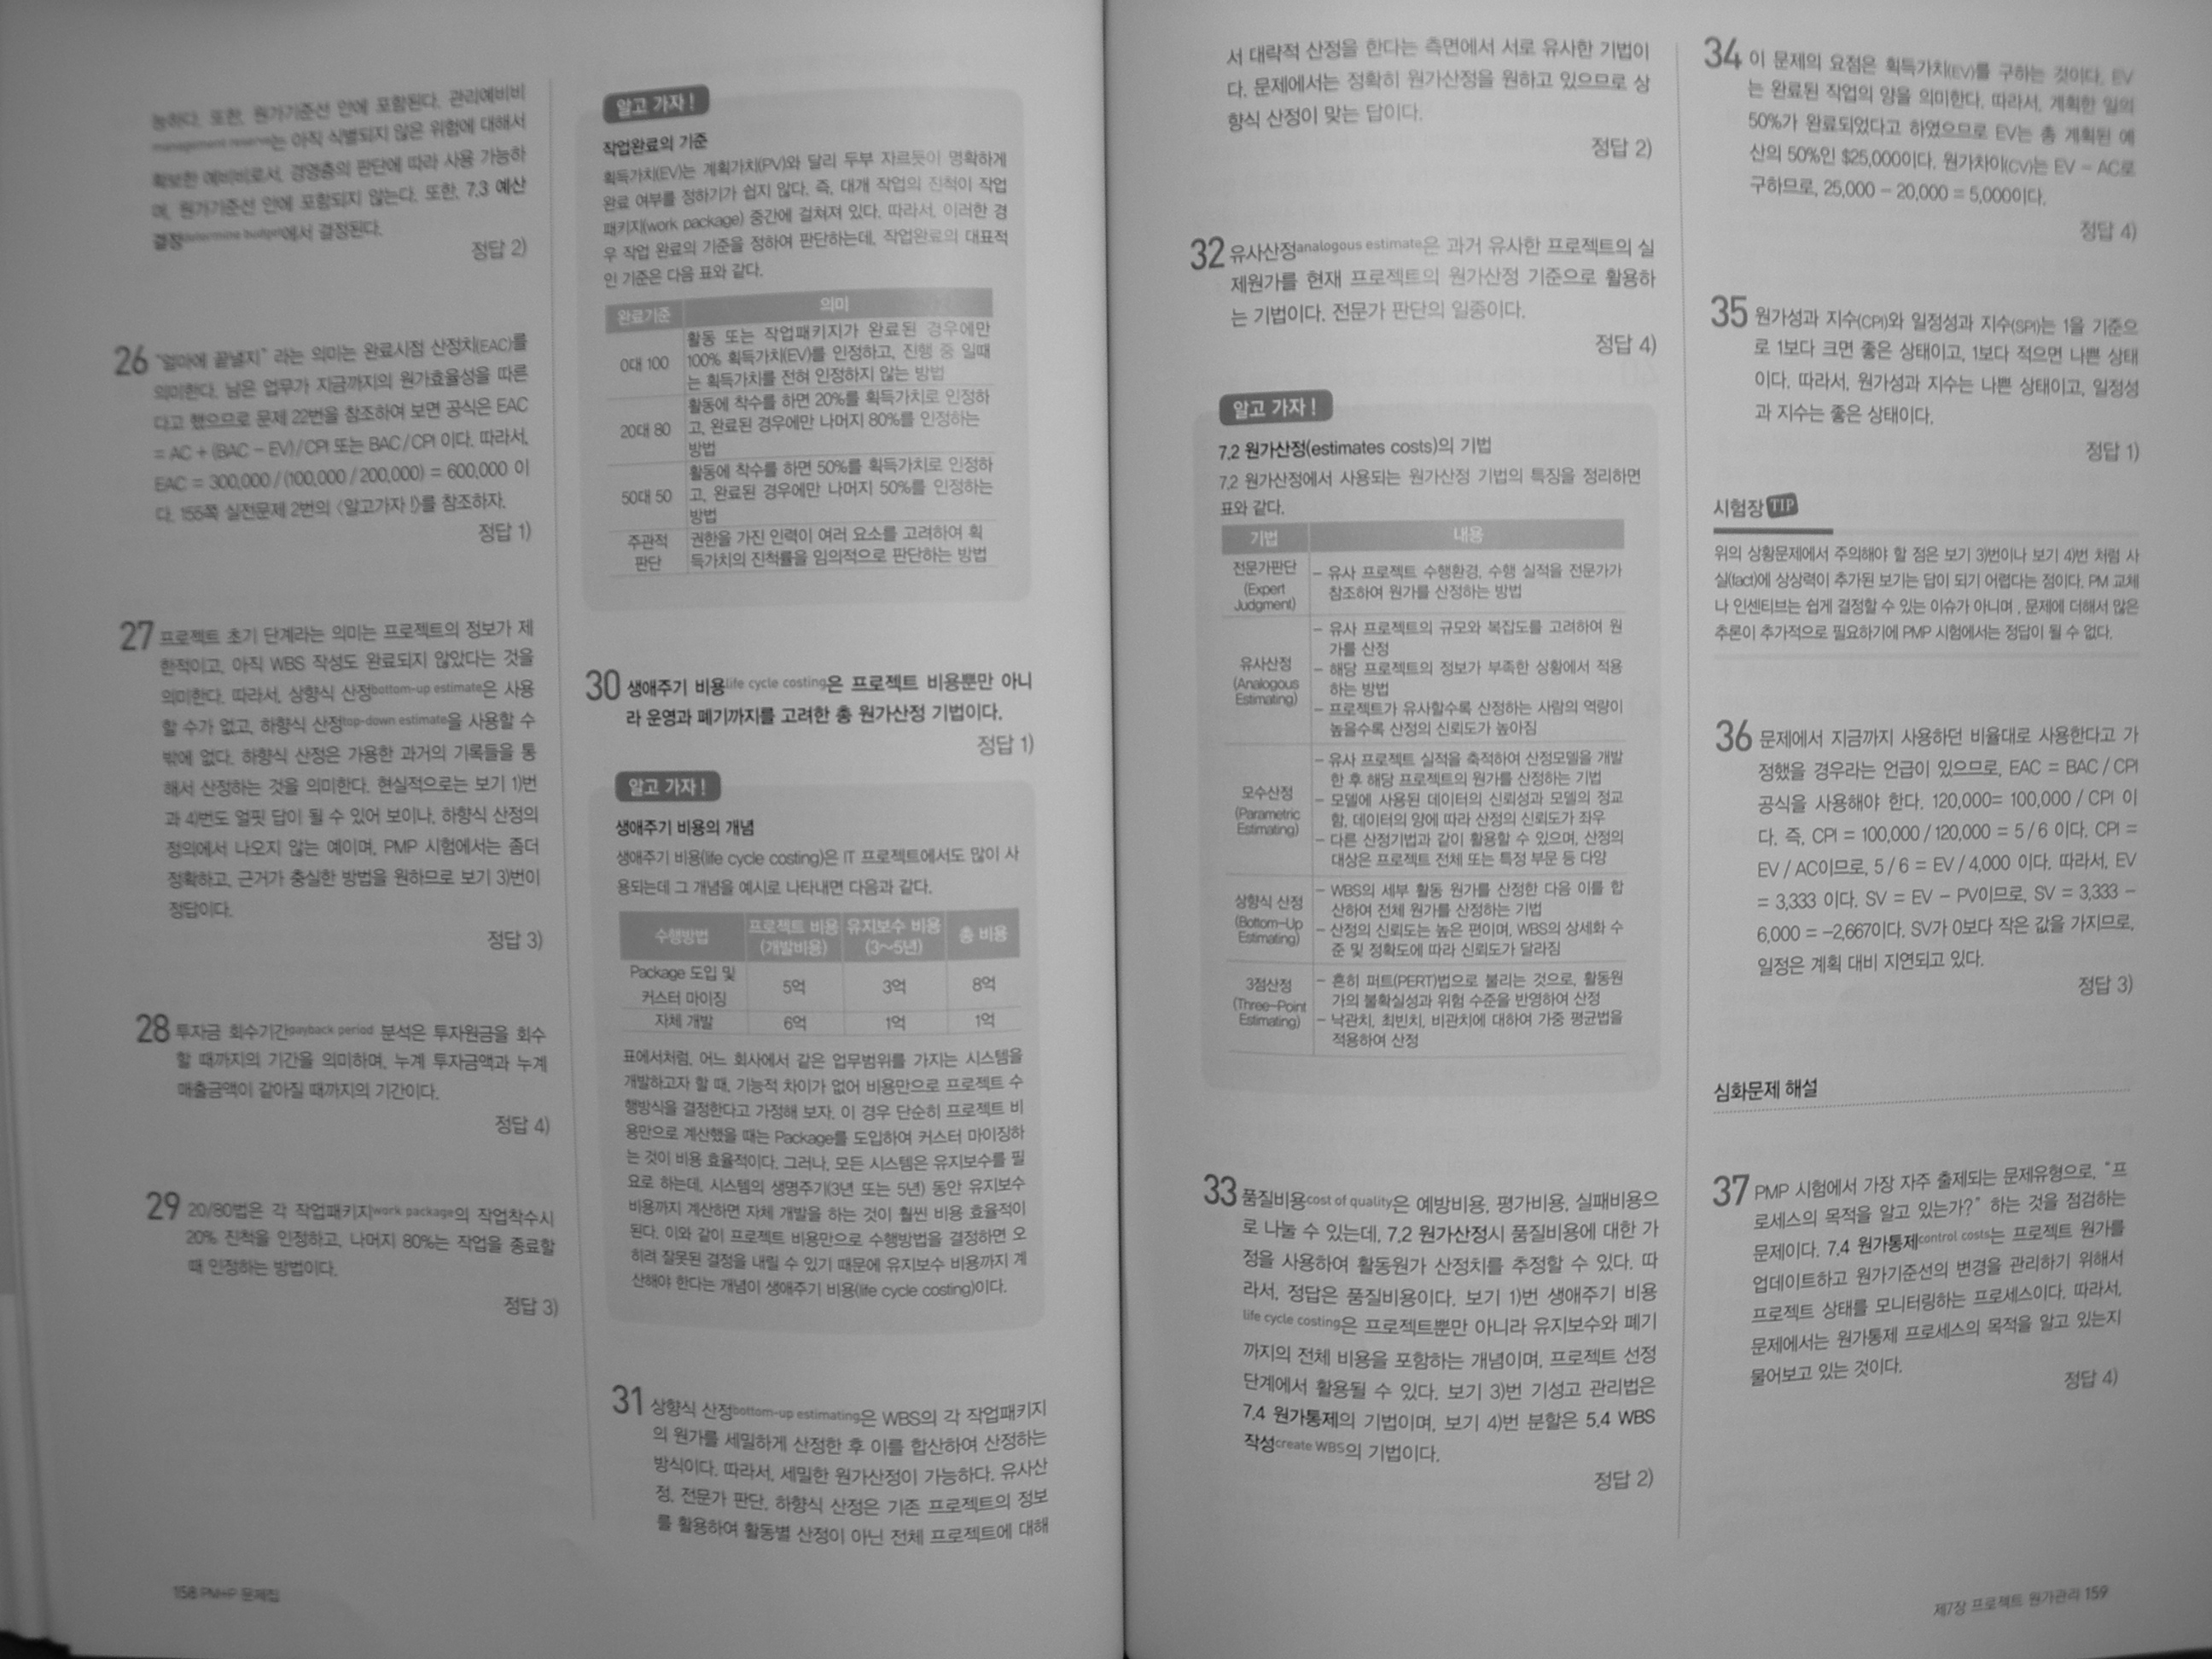 능하다. 또한, 원가기준선 안에 포함된다. 관리예비비
management reserve는 아직 식별되지 않은 위험에 대해서
확보한 예비비로서, 경영층의 판단에 따라 사용 가능하
며, 원가기준선 안에 포함되지 않는다. 또한, 7.3 예산
결정determine budget에서 결정된다.
정답 2)
26 “얼마에 끝낼지” 라는 의미는 완료시점 산정치(EAC)를
의미한다. 남은 업무가 지금까지의 원가효율성을 따른
다고 했으므로 문제 22번을 참조하여 보면 공식은 EAC
= AC + (BAC − EV)/CPI 또는 BAC/CPI 이다. 따라서,
EAC = 300,000/(100,000/200,000) = 600,000 이
다. 155쪽 실전문제 2번의 〈알고가자!〉를 참조하자.
정답 1)
27 프로젝트 초기 단계라는 의미는 프로젝트의 정보가 제
한적이고, 아직 WBS 작성도 완료되지 않았다는 것을
의미한다. 따라서, 상향식 산정bottom-up estimate은 사용
할 수가 없고, 하향식 산정top-down estimate을 사용할 수
밖에 없다. 하향식 산정은 가용한 과거의 기록들을 통
해서 산정하는 것을 의미한다. 현실적으로는 보기 1)번
과 4)번도 얼핏 답이 될 수 있어 보이나, 하향식 산정의
정의에서 나오지 않는 예이며, PMP 시험에서는 좀더
정확하고, 근거가 충실한 방법을 원하므로 보기 3)번이
정답이다.
정답 3)
28 투자금 회수기간payback period 분석은 투자원금을 회수
할 때까지의 기간을 의미하며, 누계 투자금액과 누계
매출금액이 같아질 때까지의 기간이다.
정답 4)
29 20/80법은 각 작업패키지work package의 작업착수시
20% 진척을 인정하고, 나머지 80%는 작업을 종료할
때 인정하는 방법이다.
정답 3)
158 PMP 문제집
알고 가자!
작업완료의 기준
획득가치(EV)는 계획가치(PV)와 달리 두부 자르듯이 명확하게
완료 여부를 정하기가 쉽지 않다. 즉, 대개 작업의 진척이 작업
패키지(work package) 중간에 걸쳐져 있다. 따라서, 이러한 경
우 작업 완료의 기준을 정하여 판단하는데, 작업완료의 대표적
인 기준은 다음 표와 같다.
완료기준 의미
0대 100 활동 또는 작업패키지가 완료된 경우에만
100% 획득가치(EV)를 인정하고, 진행 중 일때
는 획득가치를 전혀 인정하지 않는 방법
20대 80 활동에 착수를 하면 20%를 획득가치로 인정하
고, 완료된 경우에만 나머지 80%를 인정하는
방법
50대 50 활동에 착수를 하면 50%를 획득가치로 인정하
고, 완료된 경우에만 나머지 50%를 인정하는
방법
주관적 판단 권한을 가진 인력이 여러 요소를 고려하여 획
득가치의 진척률을 임의적으로 판단하는 방법
30 생애주기 비용life cycle costing은 프로젝트 비용뿐만 아니
라 운영과 폐기까지를 고려한 총 원가산정 기법이다.
정답 1)
알고 가자!
생애주기 비용의 개념
생애주기 비용(life cycle costing)은 IT 프로젝트에서도 많이 사
용되는데 그 개념을 예시로 나타내면 다음과 같다.
수행방법 프로젝트 비용 (개발비용) 유지보수 비용 (3~5년) 총 비용
Package 도입 및 커스터 마이징 5억 3억 8억
자체 개발 6억 1억 1억
표에서처럼, 어느 회사에서 같은 업무범위를 가지는 시스템을
개발하고자 할 때, 기능적 차이가 없어 비용만으로 프로젝트 수
행방식을 결정한다고 가정해 보자. 이 경우 단순히 프로젝트 비
용만으로 계산했을 때는 Package를 도입하여 커스터 마이징하
는 것이 비용 효율적이다. 그러나, 모든 시스템은 유지보수를 필
요로 하는데, 시스템의 생명주기(3년 또는 5년) 동안 유지보수
비용까지 계산하면 자체 개발을 하는 것이 훨씬 비용 효율적이
된다. 이와 같이 프로젝트 비용만으로 수행방법을 결정하면 오
히려 잘못된 결정을 내릴 수 있기 때문에 유지보수 비용까지 계
산해야 한다는 개념이 생애주기 비용(life cycle costing)이다.
31 상향식 산정bottom-up estimating은 WBS의 각 작업패키지
의 원가를 세밀하게 산정한 후 이를 합산하여 산정하는
방식이다. 따라서, 세밀한 원가산정이 가능하다. 유사산
정, 전문가 판단, 하향식 산정은 기존 프로젝트의 정보
를 활용하여 활동별 산정이 아닌 전체 프로젝트에 대해
서 대략적 산정을 한다는 측면에서 서로 유사한 기법이
다. 문제에서는 정확히 원가산정을 원하고 있으므로 상
향식 산정이 맞는 답이다.
정답 2)
32 유사산정analogous estimate은 과거 유사한 프로젝트의 실
제원가를 현재 프로젝트의 원가산정 기준으로 활용하
는 기법이다. 전문가 판단의 일종이다.
정답 4)
알고 가자!
7.2 원가산정(estimates costs)의 기법
7.2 원가산정에서 사용되는 원가산정 기법의 특징을 정리하면
표와 같다.
기법 내용
전문가판단
(Expert
Judgment)
– 유사 프로젝트 수행환경, 수행 실적을 전문가가
참조하여 원가를 산정하는 방법
유사산정
(Analogous
Estimating)
– 유사 프로젝트의 규모와 복잡도를 고려하여 원
가를 산정
– 해당 프로젝트의 정보가 부족한 상황에서 적용
하는 방법
– 프로젝트가 유사할수록 산정하는 사람의 역량이
높을수록 산정의 신뢰도가 높아짐
모수산정
(Parametric
Estimating)
– 유사 프로젝트 실적을 축적하여 산정모델을 개발
한 후 해당 프로젝트의 원가를 산정하는 기법
– 모델에 사용된 데이터의 신뢰성과 모델의 정교
함, 데이터의 양에 따라 산정의 신뢰도가 좌우
– 다른 산정기법과 같이 활용할 수 있으며, 산정의
대상은 프로젝트 전체 또는 특정 부문 등 다양
상향식 산정
(Bottom-Up
Estimating)
– WBS의 세부 활동 원가를 산정한 다음 이를 합
산하여 전체 원가를 산정하는 기법
– 산정의 신뢰도는 높은 편이며, WBS의 상세화 수
준 및 정확도에 따라 신뢰도가 달라짐
3점산정
(Three-Point
Estimating)
– 흔히 퍼트(PERT)법으로 불리는 것으로, 활동원
가의 불확실성과 위험 수준을 반영하여 산정
– 낙관치, 최빈치, 비관치에 대하여 가중 평균법을
적용하여 산정
33 품질비용cost of quality은 예방비용, 평가비용, 실패비용으
로 나눌 수 있는데, 7.2 원가산정시 품질비용에 대한 가
정을 사용하여 활동원가 산정치를 추정할 수 있다. 따
라서, 정답은 품질비용이다. 보기 1)번 생애주기 비용
life cycle costing은 프로젝트뿐만 아니라 유지보수와 폐기
까지의 전체 비용을 포함하는 개념이며, 프로젝트 선정
단계에서 활용될 수 있다. 보기 3)번 기성고 관리법은
7.4 원가통제의 기법이며, 보기 4)번 분할은 5.4 WBS
작성create WBS의 기법이다.
정답 2)
34 이 문제의 요점은 획득가치(EV)를 구하는 것이다. EV
는 완료된 작업의 양을 의미한다. 따라서, 계획한 일의
50%가 완료되었다고 하였으므로 EV는 총 계획된 예
산의 50%인 $25,000이다. 원가차이(CV)는 EV − AC로
구하므로, 25,000 − 20,000 = 5,000이다.
정답 4)
35 원가성과 지수(CPI)와 일정성과 지수(SPI)는 1을 기준으
로 1보다 크면 좋은 상태이고, 1보다 적으면 나쁜 상태
이다. 따라서, 원가성과 지수는 나쁜 상태이고, 일정성
과 지수는 좋은 상태이다.
정답 1)
시험장 TIP
위의 상황문제에서 주의해야 할 점은 보기 3)번이나 보기 4)번 처럼 사
실(fact)에 상상력이 추가된 보기는 답이 되기 어렵다는 점이다. PM 교체
나 인센티브는 쉽게 결정할 수 있는 이슈가 아니며, 문제에 더해서 많은
추론이 추가적으로 필요하기에 PMP 시험에서는 정답이 될 수 없다.
36 문제에서 지금까지 사용하던 비율대로 사용한다고 가
정했을 경우라는 언급이 있으므로, EAC = BAC/CPI
공식을 사용해야 한다. 120,000= 100,000 / CPI 이
다. 즉, CPI = 100,000/120,000 = 5/6 이다. CPI =
EV/AC이므로, 5/6 = EV/4,000 이다. 따라서, EV
= 3,333 이다. SV = EV − PV이므로, SV = 3,333 −
6,000 = −2,667이다. SV가 0보다 작은 값을 가지므로,
일정은 계획 대비 지연되고 있다.
정답 3)
심화문제 해설
37 PMP 시험에서 가장 자주 출제되는 문제유형으로, “프
로세스의 목적을 알고 있는가?” 하는 것을 점검하는
문제이다. 7.4 원가통제control costs는 프로젝트 원가를
업데이트하고 원가기준선의 변경을 관리하기 위해서
프로젝트 상태를 모니터링하는 프로세스이다. 따라서,
문제에서는 원가통제 프로세스의 목적을 알고 있는지
물어보고 있는 것이다.
정답 4)
제7장 프로젝트 원가관리 159